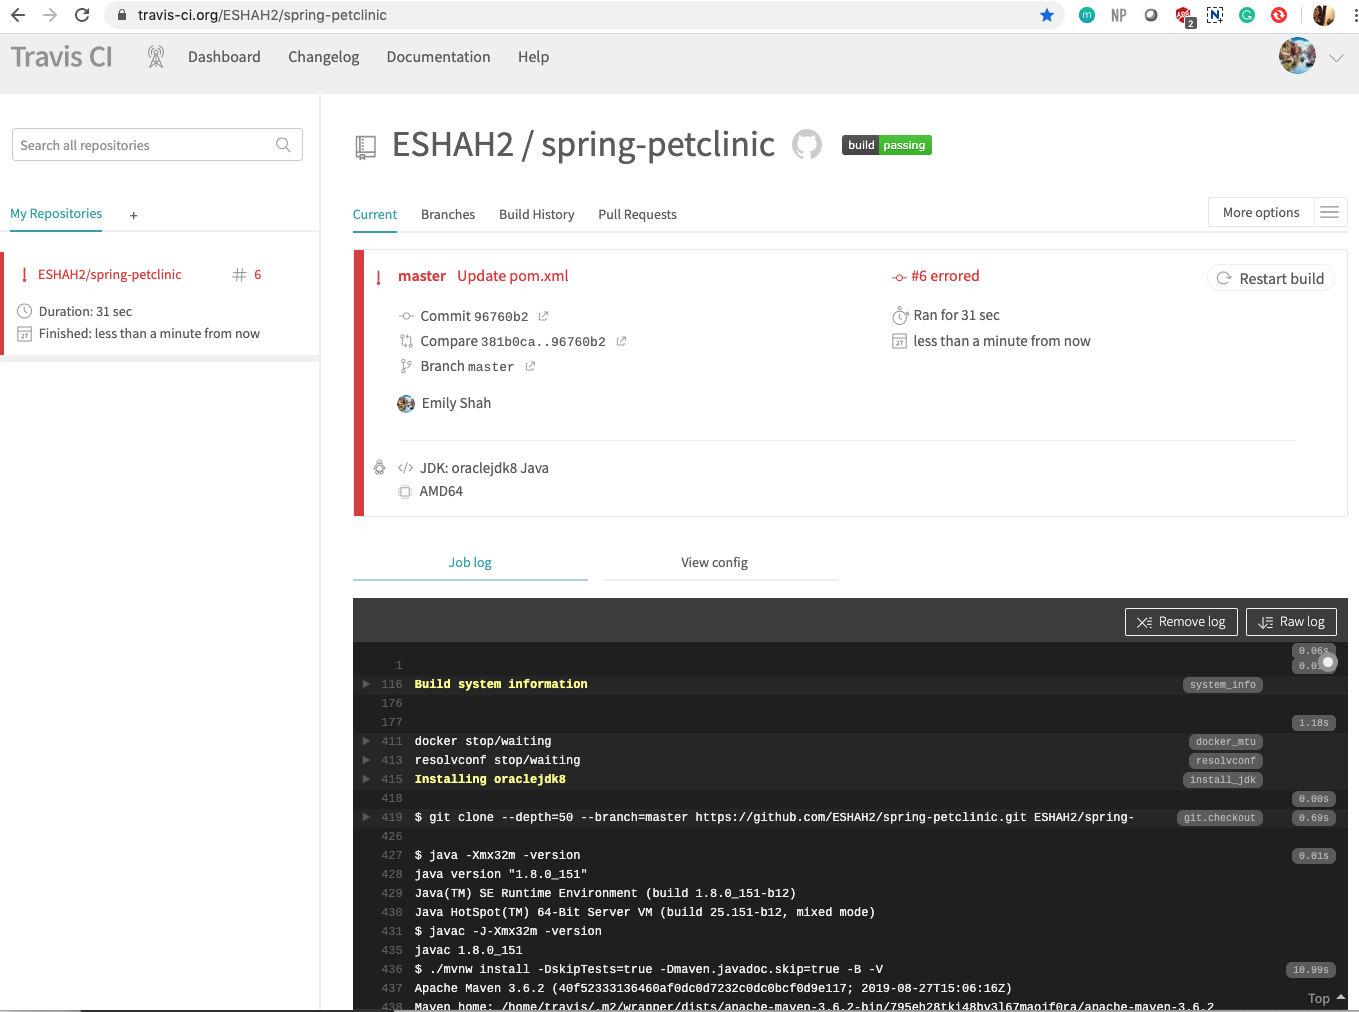 travis-ci.org/ESHAH2/spring-petclinic
m NP 2 N G
Travis CI Dashboard Changelog Documentation Help
Search all repositories
My Repositories +
ESHAH2/spring-petclinic # 6
Duration: 31 sec
Finished: less than a minute from now
ESHAH2 / spring-petclinic build passing
Current Branches Build History Pull Requests More options
! master Update pom.xml #6 errored Restart build
Commit 96760b2 Ran for 31 sec
Compare 381b0ca..96760b2 less than a minute from now
Branch master
Emily Shah
</> JDK: oraclejdk8 Java
AMD64
Job log View config
Remove log Raw log
0.06s
1
116 Build system information system_info
176
177 1.18s
411 docker stop/waiting docker_mtu
413 resolvconf stop/waiting resolvconf
415 Installing oraclejdk8 install_jdk
418 0.00s
419 $ git clone --depth=50 --branch=master https://github.com/ESHAH2/spring-petclinic.git ESHAH2/spring- git.checkout 0.69s
426
427 $ java -Xmx32m -version 0.01s
428 java version "1.8.0_151"
429 Java(TM) SE Runtime Environment (build 1.8.0_151-b12)
430 Java HotSpot(TM) 64-Bit Server VM (build 25.151-b12, mixed mode)
431 $ javac -J-Xmx32m -version
435 javac 1.8.0_151
436 $ ./mvnw install -DskipTests=true -Dmaven.javadoc.skip=true -B -V 10.99s
437 Apache Maven 3.6.2 (40f52333136460af0dc0d7232c0dc0bcf0d9e117; 2019-08-27T15:06:16Z)
438 Maven home: /home/travis/.m2/wrapper/dists/apache-maven-3.6.2-bin/795eh28tki48bv3l67maojf0ra/apache-maven-3.6.2
Top